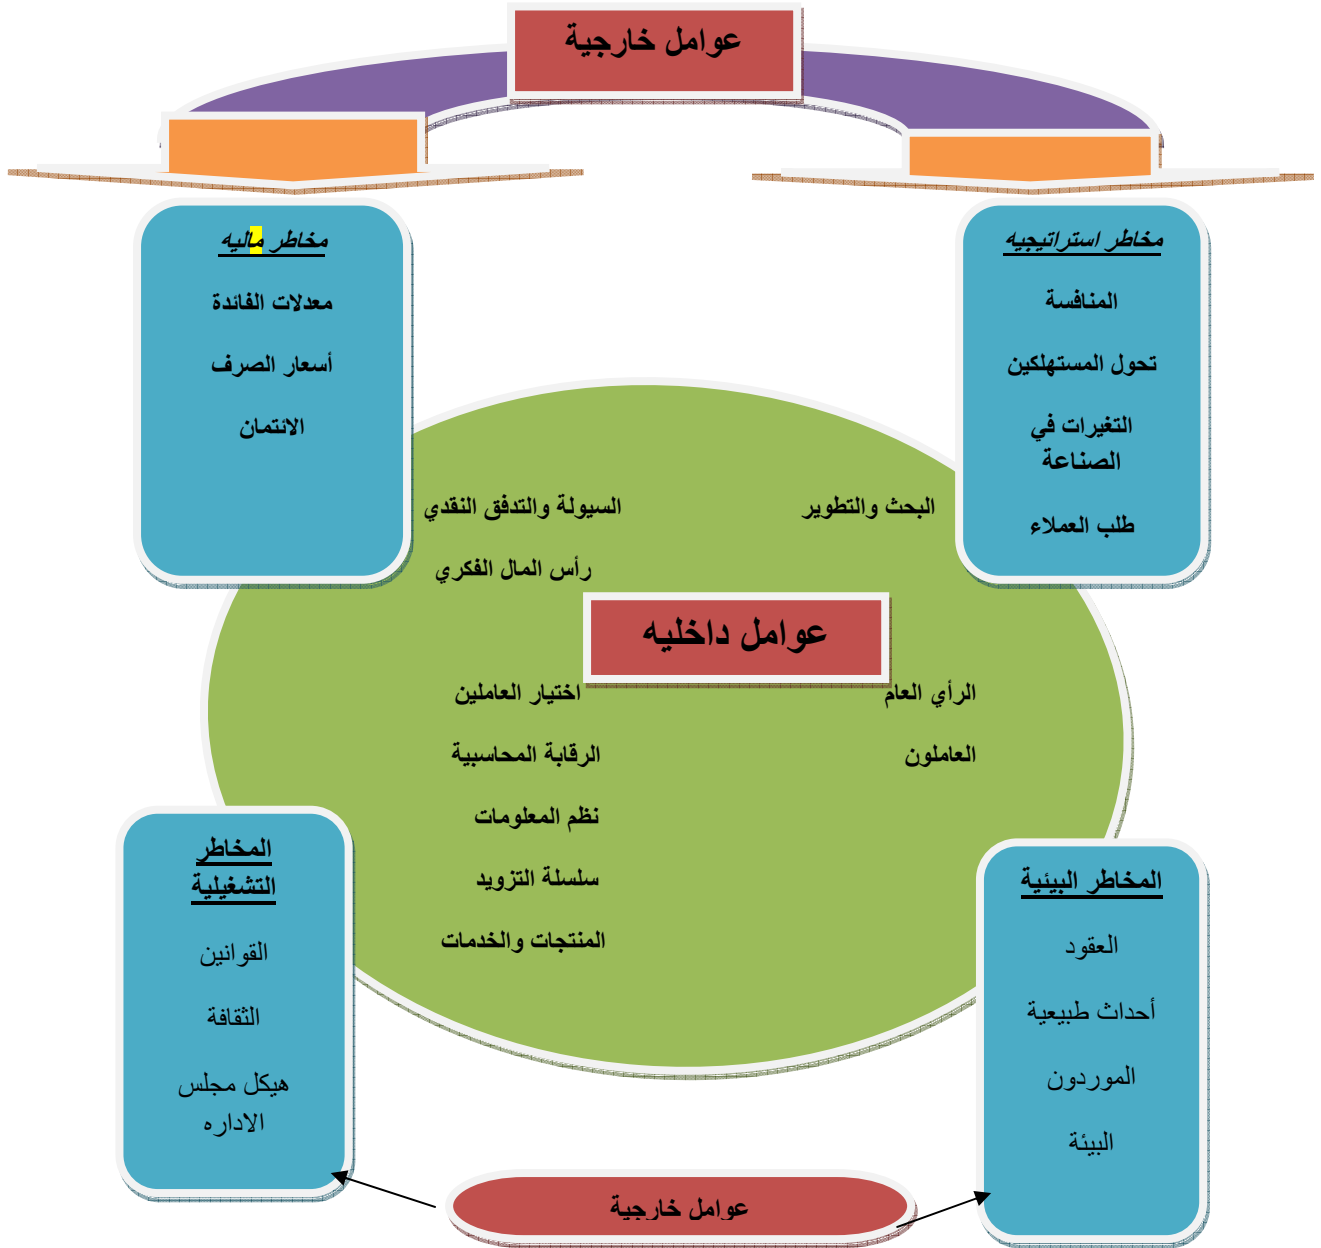 عوامل خارجية
مخاطر استراتيجيه
المنافسة
تحول المستهلكين
التغيرات في
الصناعة
طلب العملاء
مخاطر ماليه
معدلات الفائدة
أسعار الصرف
الائتمان
البحث والتطوير
السيولة والتدفق النقدي
رأس المال الفكري
عوامل داخليه
الرأي العام
العاملون
اختيار العاملين
الرقابة المحاسبية
نظم المعلومات
سلسلة التزويد
المنتجات والخدمات
المخاطر البيئية
العقود
أحداث طبيعية
الموردون
البيئة
المخاطر
التشغيلية
القوانين
الثقافة
هيكل مجلس
الاداره
عوامل خارجية